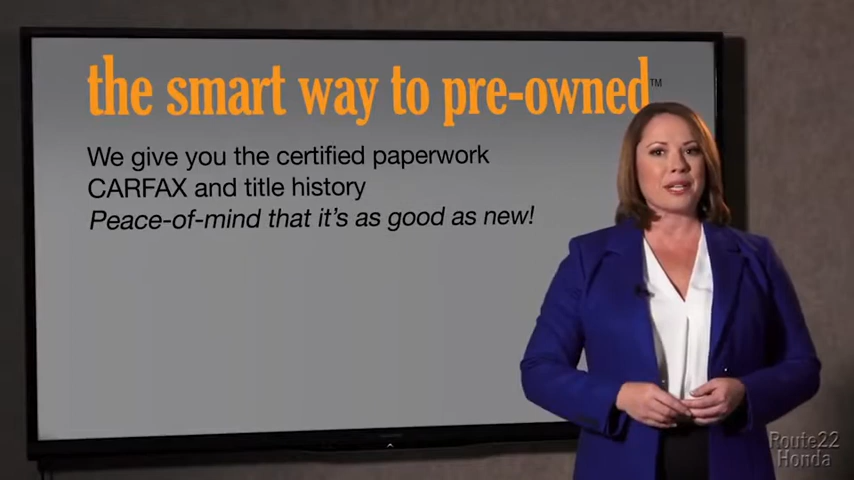 the smart way to pre-owned™
We give you the certified paperwork
CARFAX and title history
Peace-of-mind that it's as good as new!
Route22
Honda